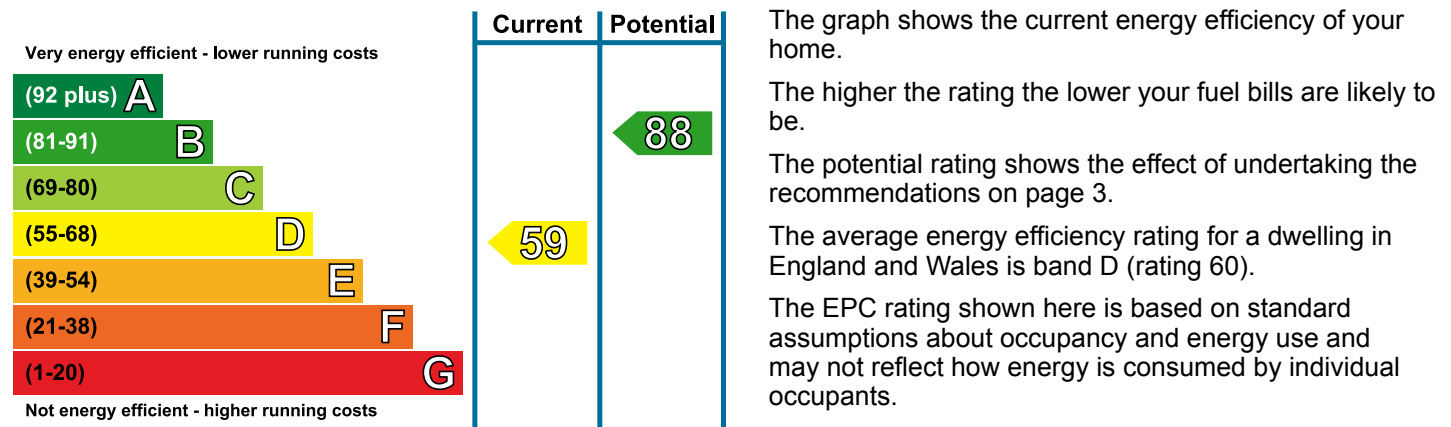 Current Potential
Very energy efficient - lower running costs
(92 plus) A
(81-91) B
88
(69-80) C
(55-68) D
59
(39-54) E
(21-38) F
(1-20) G
Not energy efficient - higher running costs
The graph shows the current energy efficiency of your
home.
The higher the rating the lower your fuel bills are likely to
be.
The potential rating shows the effect of undertaking the
recommendations on page 3.
The average energy efficiency rating for a dwelling in
England and Wales is band D (rating 60).
The EPC rating shown here is based on standard
assumptions about occupancy and energy use and
may not reflect how energy is consumed by individual
occupants.